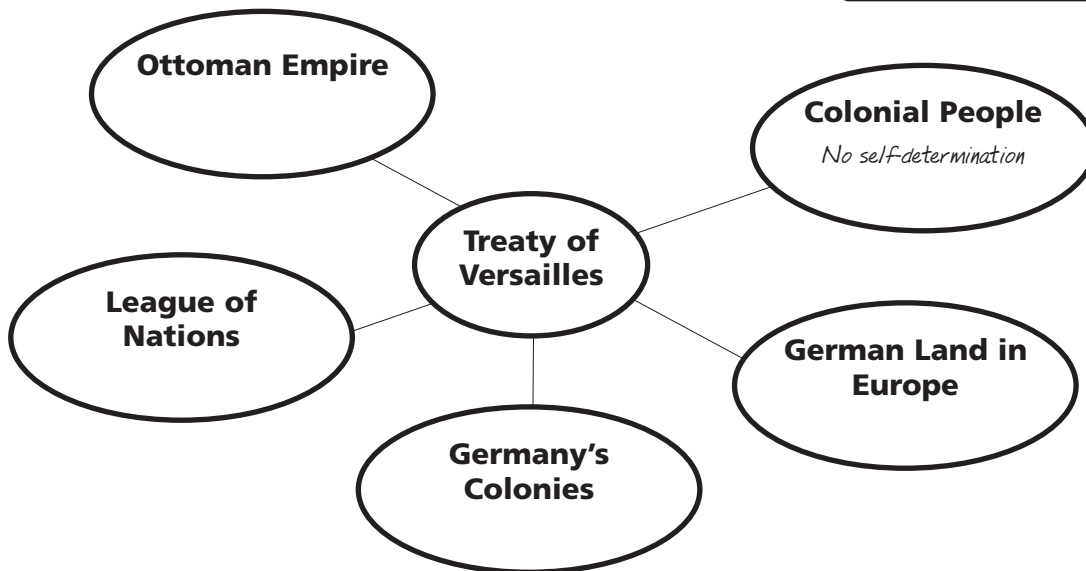 Ottoman Empire
Colonial People
No self-determination
Treaty of
Versailles
League of
Nations
German Land in
Europe
Germany's
Colonies